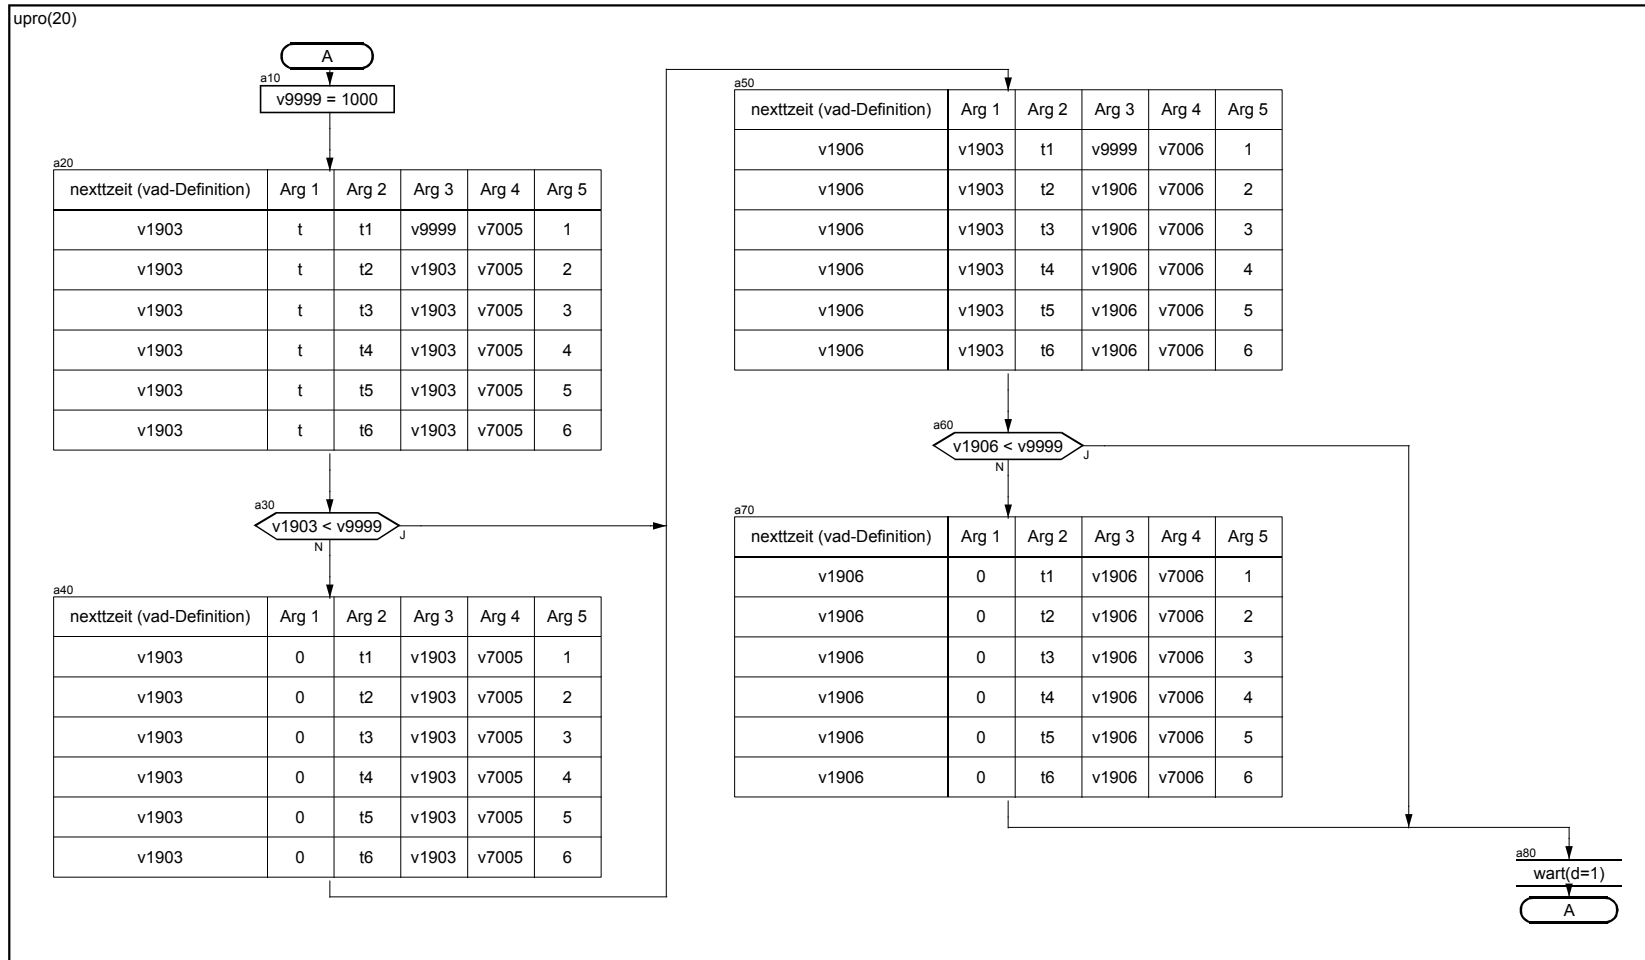 upro(20)
A
a10
v9999 = 1000
a20
nexttzeit (vad-Definition) Arg 1 Arg 2 Arg 3 Arg 4 Arg 5
v1903 t t1 v9999 v7005 1
v1903 t t2 v1903 v7005 2
v1903 t t3 v1903 v7005 3
v1903 t t4 v1903 v7005 4
v1903 t t5 v1903 v7005 5
v1903 t t6 v1903 v7005 6
a30
v1903 < v9999
J
N
a40
nexttzeit (vad-Definition) Arg 1 Arg 2 Arg 3 Arg 4 Arg 5
v1903 0 t1 v1903 v7005 1
v1903 0 t2 v1903 v7005 2
v1903 0 t3 v1903 v7005 3
v1903 0 t4 v1903 v7005 4
v1903 0 t5 v1903 v7005 5
v1903 0 t6 v1903 v7005 6
a50
nexttzeit (vad-Definition) Arg 1 Arg 2 Arg 3 Arg 4 Arg 5
v1906 v1903 t1 v9999 v7006 1
v1906 v1903 t2 v1906 v7006 2
v1906 v1903 t3 v1906 v7006 3
v1906 v1903 t4 v1906 v7006 4
v1906 v1903 t5 v1906 v7006 5
v1906 v1903 t6 v1906 v7006 6
a60
v1906 < v9999
J
N
a70
nexttzeit (vad-Definition) Arg 1 Arg 2 Arg 3 Arg 4 Arg 5
v1906 0 t1 v1906 v7006 1
v1906 0 t2 v1906 v7006 2
v1906 0 t3 v1906 v7006 3
v1906 0 t4 v1906 v7006 4
v1906 0 t5 v1906 v7006 5
v1906 0 t6 v1906 v7006 6
a80
wart(d=1)
A